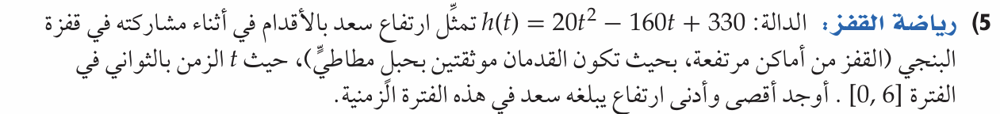 5) رياضة القفز: الدالة: h(t) = 20t² − 160t + 330 تمثِّل ارتفاع سعد بالأقدام في أثناء مشاركته في قفزة
البنجي (القفز من أماكن مرتفعة، بحيث تكون القدمان موثقتين بحبلٍ مطاطيٍّ)، حيث t الزمن بالثواني في
الفترة [0, 6] . أوجد أقصى وأدنى ارتفاع يبلغه سعد في هذه الفترة الزمنية.